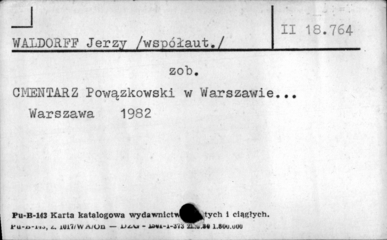 WALDORFF Jerzy /współaut./
II 18.764
zob.
CMENTARZ Powązkowski w Warszawie...
Warszawa 1982
Pu-B-143 Karta katalogowa wydawnictw tych i ciągłych.